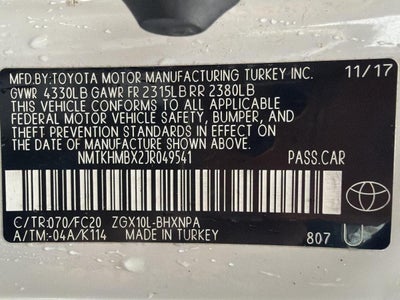 MFD.BY:TOYOTA MOTOR MANUFACTURING TURKEY INC. 11/17
GVWR 4330LB GAWR FR 2315LB RR 2380LB
THIS VEHICLE CONFORMS TO ALL APPLICABLE
FEDERAL MOTOR VEHICLE SAFETY, BUMPER, AND
THEFT PREVENTION STANDARDS IN EFFECT ON
THE DATE OF MANUFACTURE SHOWN ABOVE.
NMTKHMBX2JR049541 PASS.CAR
C/TR:070/FC20 ZGX10L-BHXNPA
A/TM:-04A/K114 MADE IN TURKEY 807 U